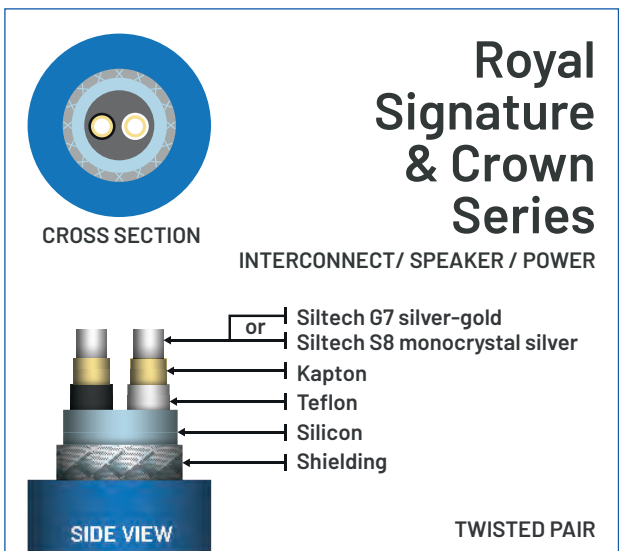 Royal
Signature
& Crown
Series
CROSS SECTION
INTERCONNECT/ SPEAKER / POWER
or
Siltech G7 silver-gold
Siltech S8 monocrystal silver
Kapton
Teflon
Silicon
Shielding
SIDE VIEW
TWISTED PAIR